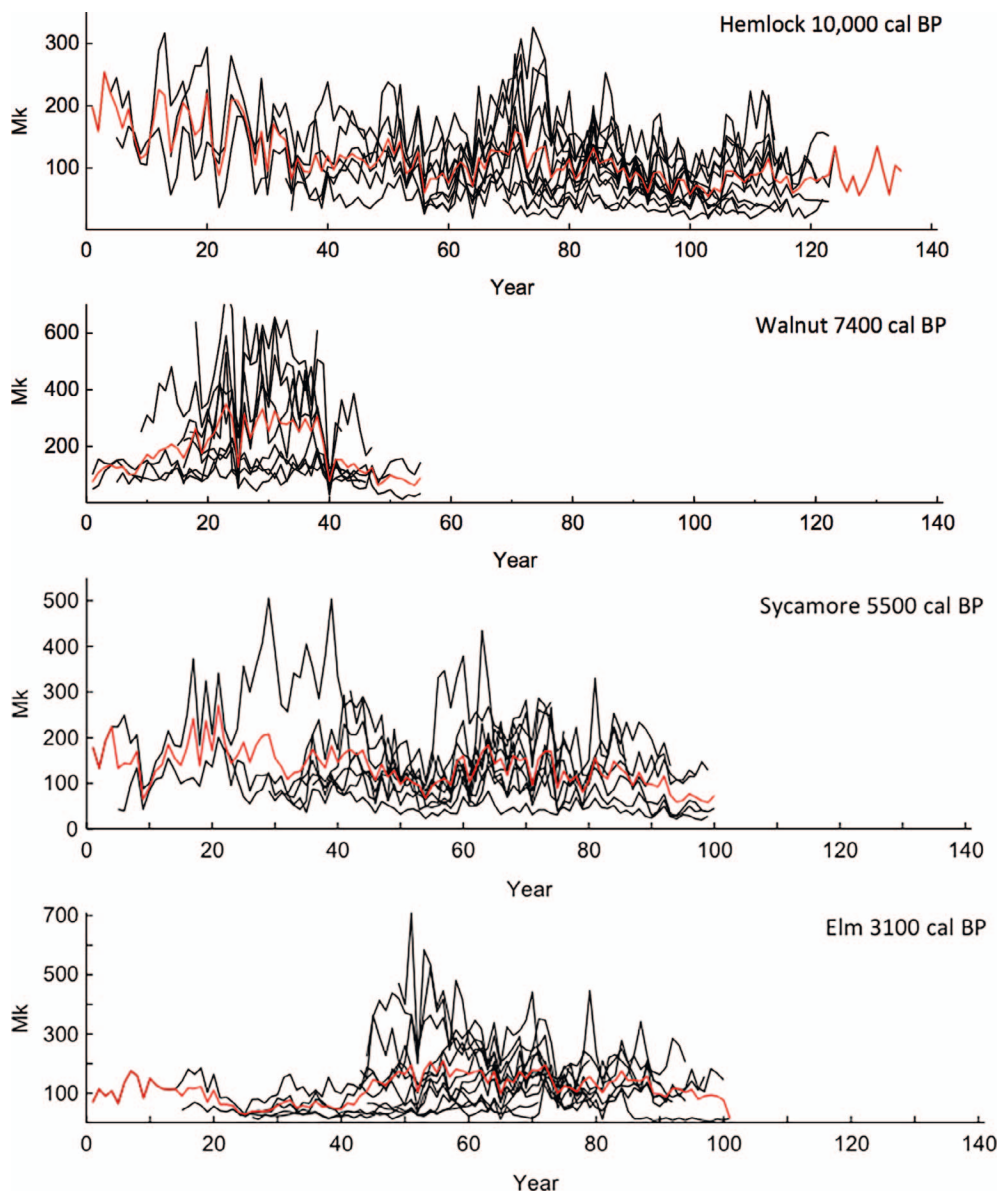 Hemlock 10,000 cal BP
300
200
100
Mk
0 20 40 60 80 100 120 140
Year
Walnut 7400 cal BP
600
400
200
Mk
0 20 40 60 80 100 120 140
Year
Sycamore 5500 cal BP
500
400
300
200
100
0
Mk
0 20 40 60 80 100 120 140
Year
Elm 3100 cal BP
700
500
300
100
Mk
0 20 40 60 80 100 120 140
Year